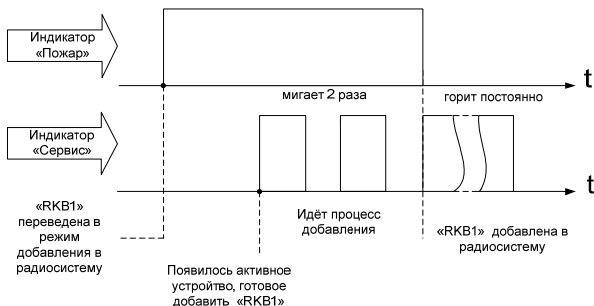 Индикатор
«Пожар»
t
мигает 2 раза
горит постоянно
Индикатор
«Сервис»
t
«RKB1»
переведена в
режим
добавления в
радиосистему
Идёт процесс
добавления
«RKB1» добавлена в
радиосистему
Появилось активное
устройтво, готовое
добавить «RKB1»